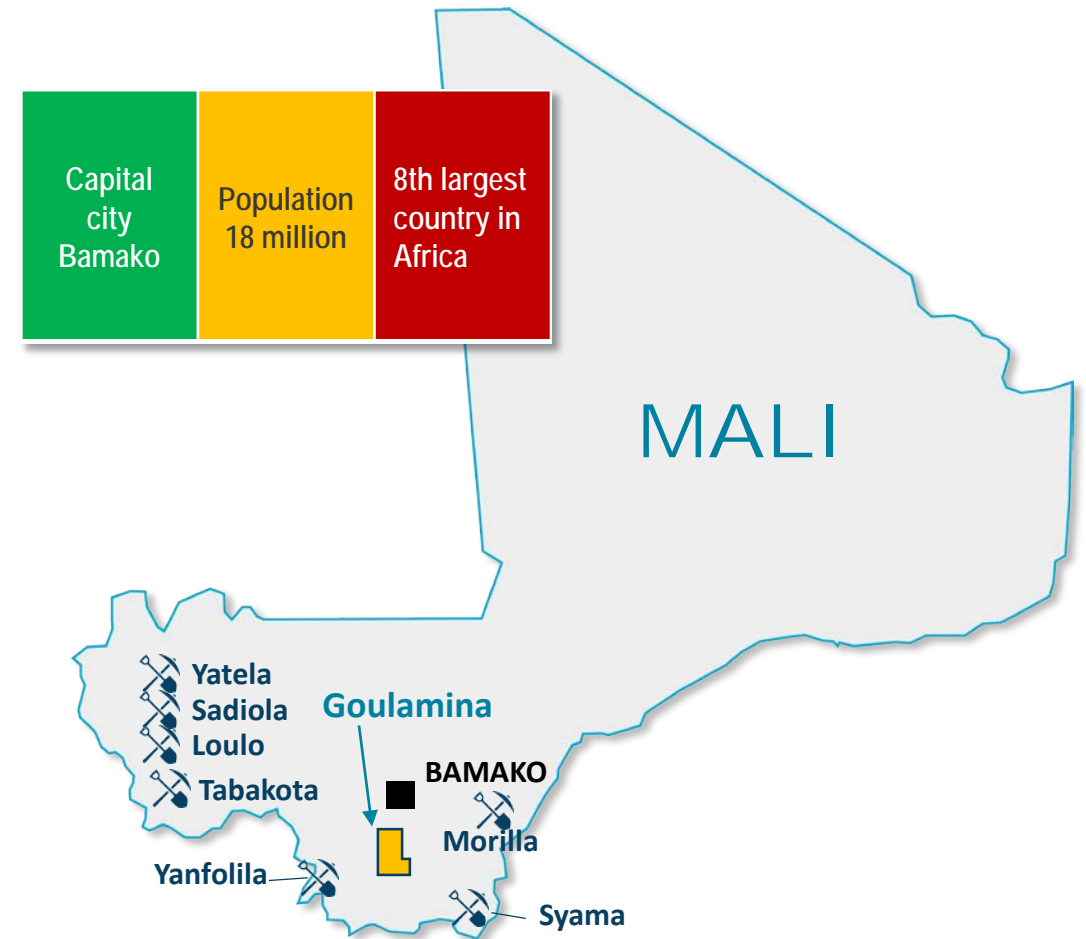 Capital
city
Bamako
Population
18 million
8th largest
country in
Africa
MALI
Yatela
Sadiola
Goulamina
Loulo
BAMAKO
Tabakota
Morilla
Yanfolila
Syama